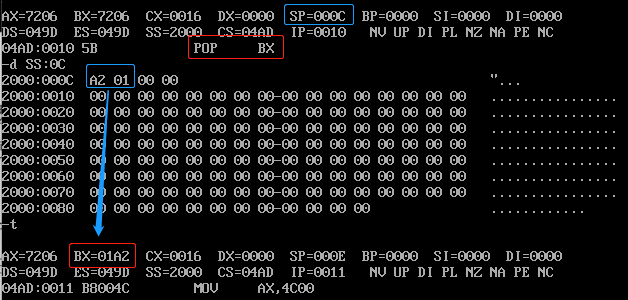 AX=7206 BX=7206 CX=0016 DX=0000 SP=000C BP=0000 SI=0000 DI=0000
DS=049D ES=049D SS=2000 CS=04AD IP=0010 NV UP DI PL NZ NA PE NC
04AD:0010 5B POP BX
-d SS:0C
2000:000C A2 01 00 00 "...
2000:0010 00 00 00 00 00 00 00 00-00 00 00 00 00 00 00 00 ................
2000:0020 00 00 00 00 00 00 00 00-00 00 00 00 00 00 00 00 ................
2000:0030 00 00 00 00 00 00 00 00-00 00 00 00 00 00 00 00 ................
2000:0040 00 00 00 00 00 00 00 00-00 00 00 00 00 00 00 00 ................
2000:0050 00 00 00 00 00 00 00 00-00 00 00 00 00 00 00 00 ................
2000:0060 00 00 00 00 00 00 00 00-00 00 00 00 00 00 00 00 ................
2000:0070 00 00 00 00 00 00 00 00-00 00 00 00 00 00 00 00 ................
2000:0080 00 00 00 00 00 00 00 00-00 00 00 00 ............
-t
AX=7206 BX=01A2 CX=0016 DX=0000 SP=000E BP=0000 SI=0000 DI=0000
DS=049D ES=049D SS=2000 CS=04AD IP=0011 NV UP DI PL NZ NA PE NC
04AD:0011 B8004C MOV AX,4C00